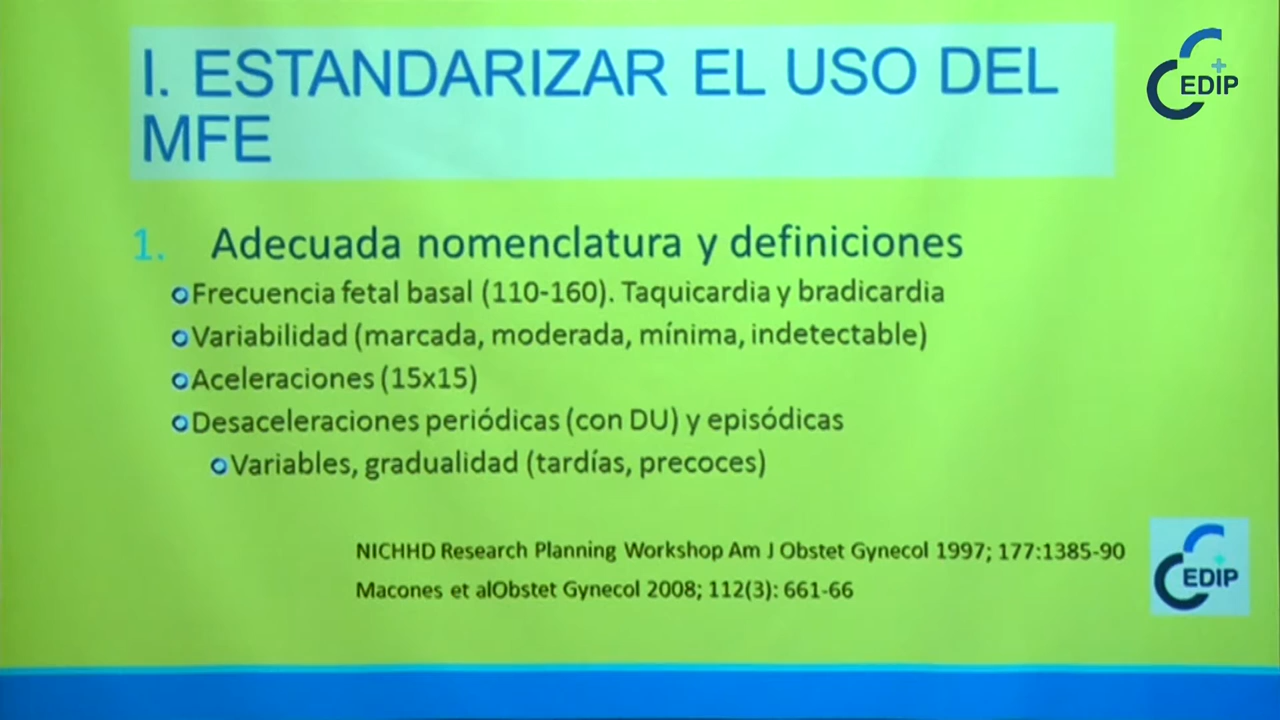 I. ESTANDARIZAR EL USO DEL
MFE
EDIP
1. Adecuada nomenclatura y definiciones
Frecuencia fetal basal (110-160). Taquicardia y bradicardia
Variabilidad (marcada, moderada, mínima, indetectable)
Aceleraciones (15x15)
Desaceleraciones periódicas (con DU) y episódicas
Variables, gradualidad (tardías, precoces)
NICHHD Research Planning Workshop Am J Obstet Gynecol 1997; 177:1385-90
Macones et alObstet Gynecol 2008; 112(3): 661-66
EDIP